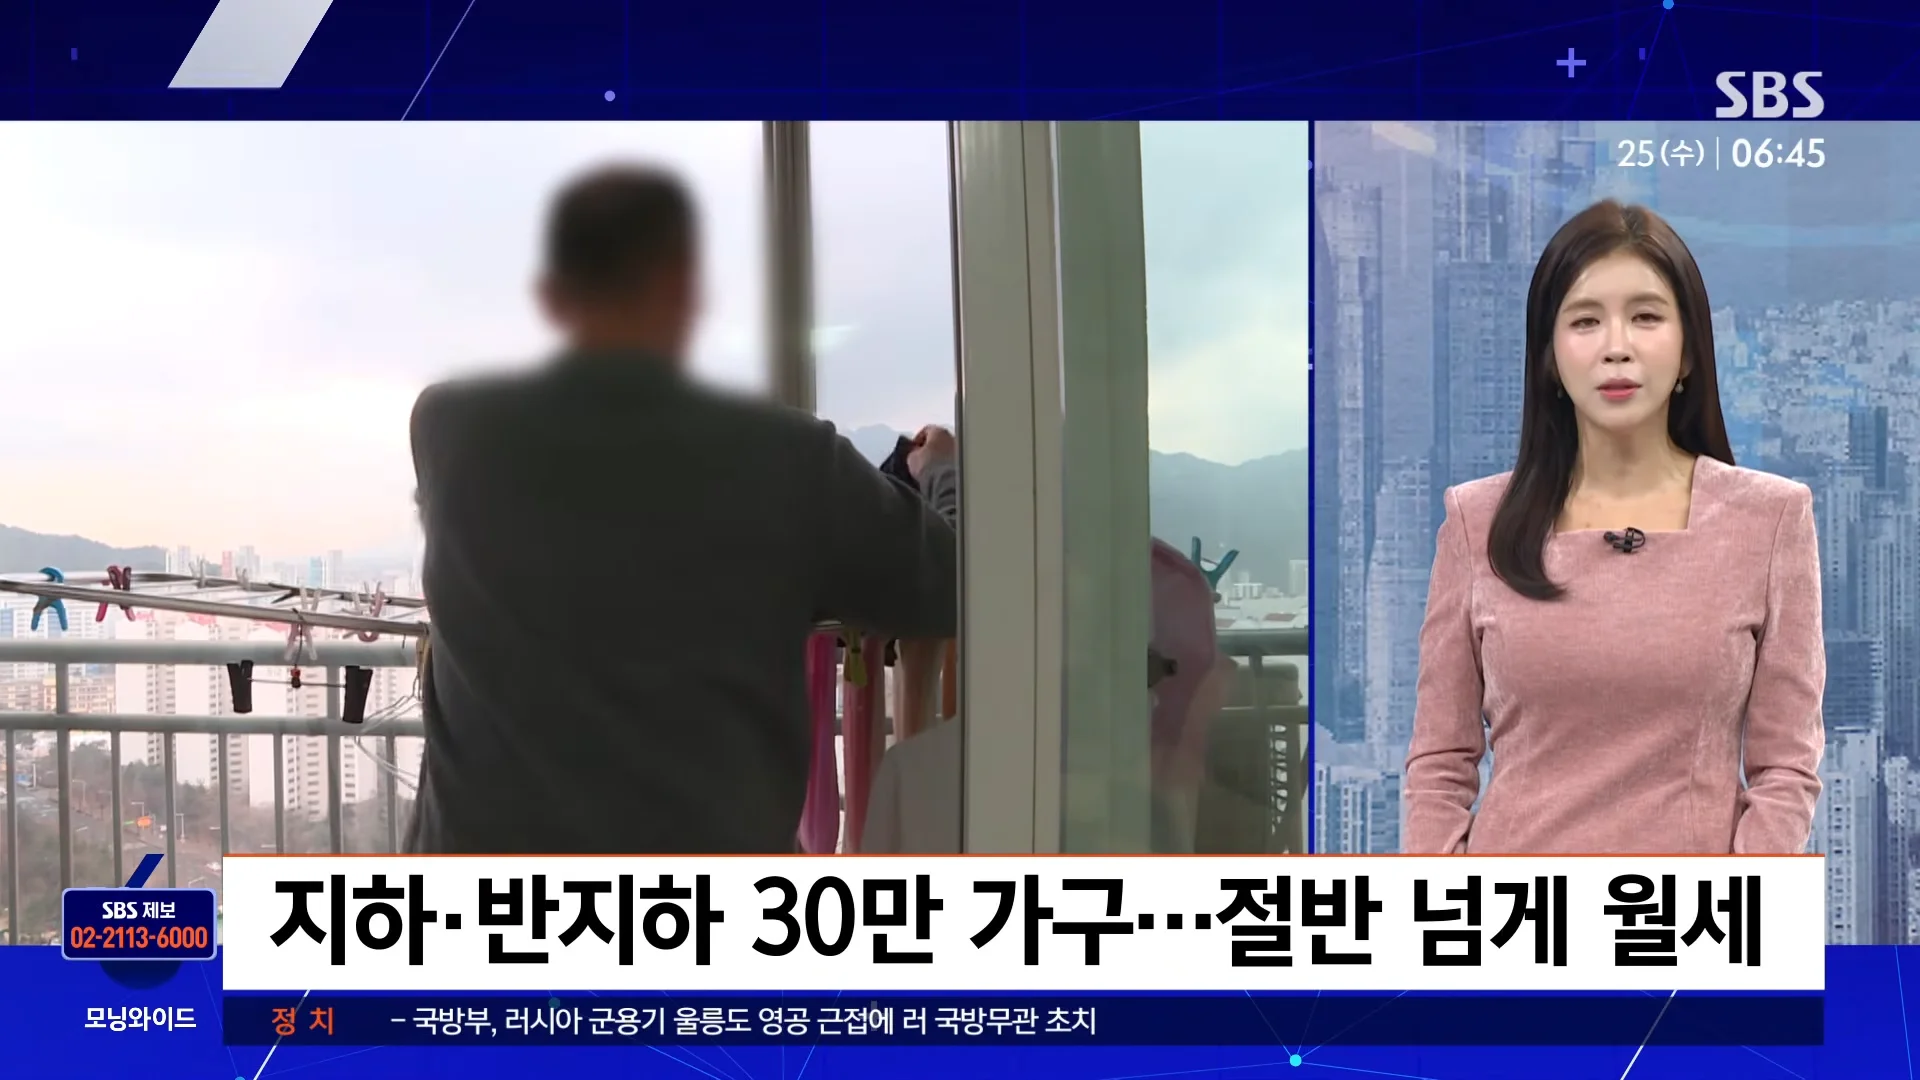 SBS
25(수) | 06:45
지하·반지하 30만 가구…절반 넘게 월세
SBS 제보
02-2113-6000
모닝와이드
정 치
- 국방부, 러시아 군용기 울릉도 영공 근접에 러 국방무관 초치